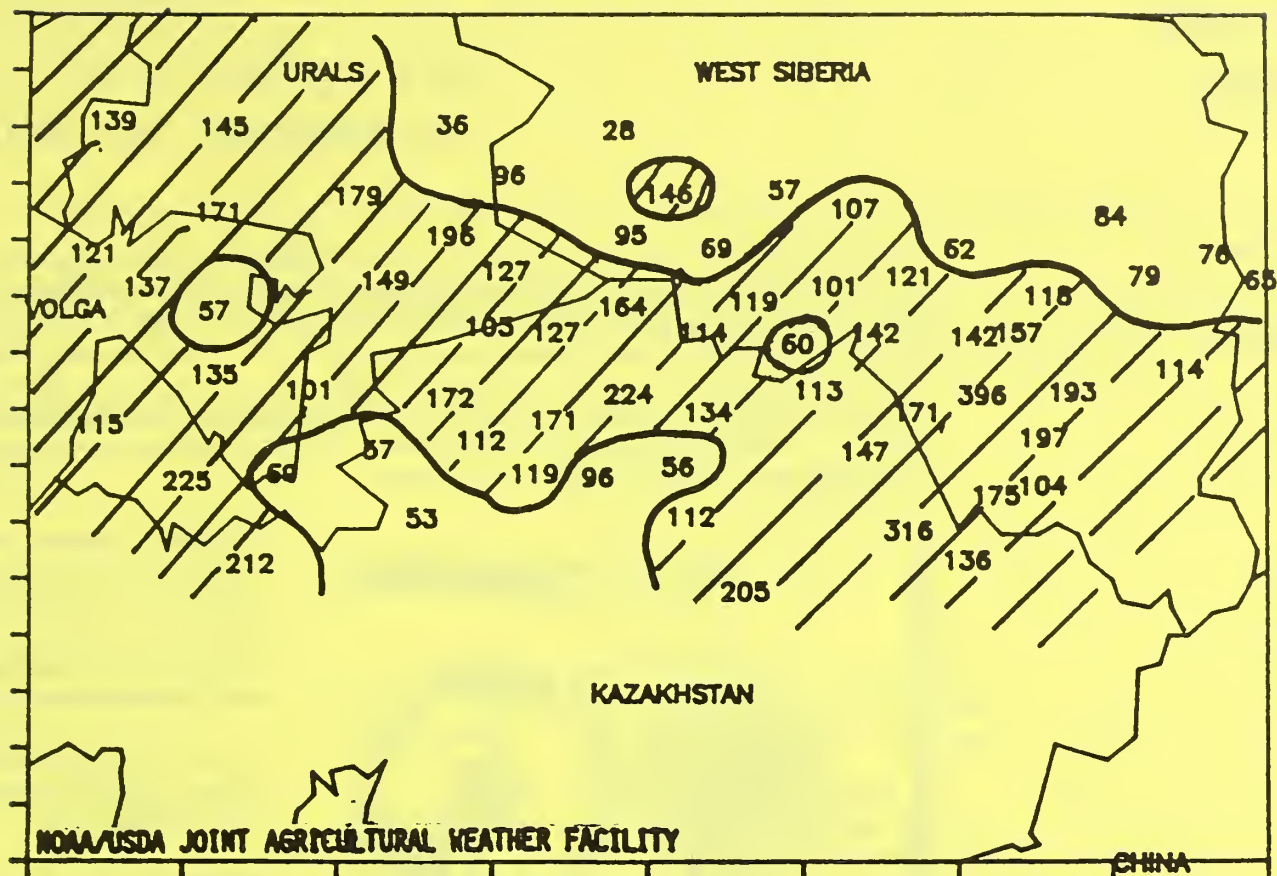 URALS WEST SIBERIA
36 28
139 145
96
179 146 57
171 107
84
196 95 69
121 62
137 149 127 121 79 76 65
57 164 119 101 118
VOLGA
105 127 114 142 142 157
60
135 101 113 114
172 224 396 193
115 171 134 171
112 197
57 147
69 119 96 56
225 175 104
53 112
316
212 136
205
KAZAKHSTAN
NOAA/USDA JOINT AGRICULTURAL WEATHER FACILITY
CHINA